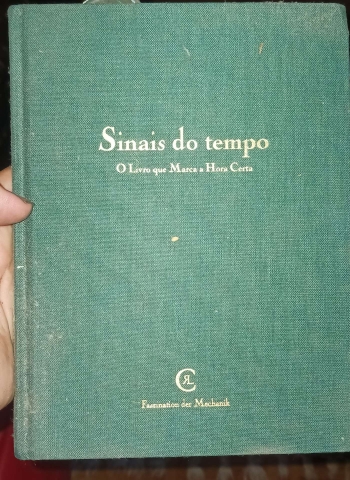 Sinais do tempo
O Livro que Marca a Hora Certa
Faszination der Mechanik